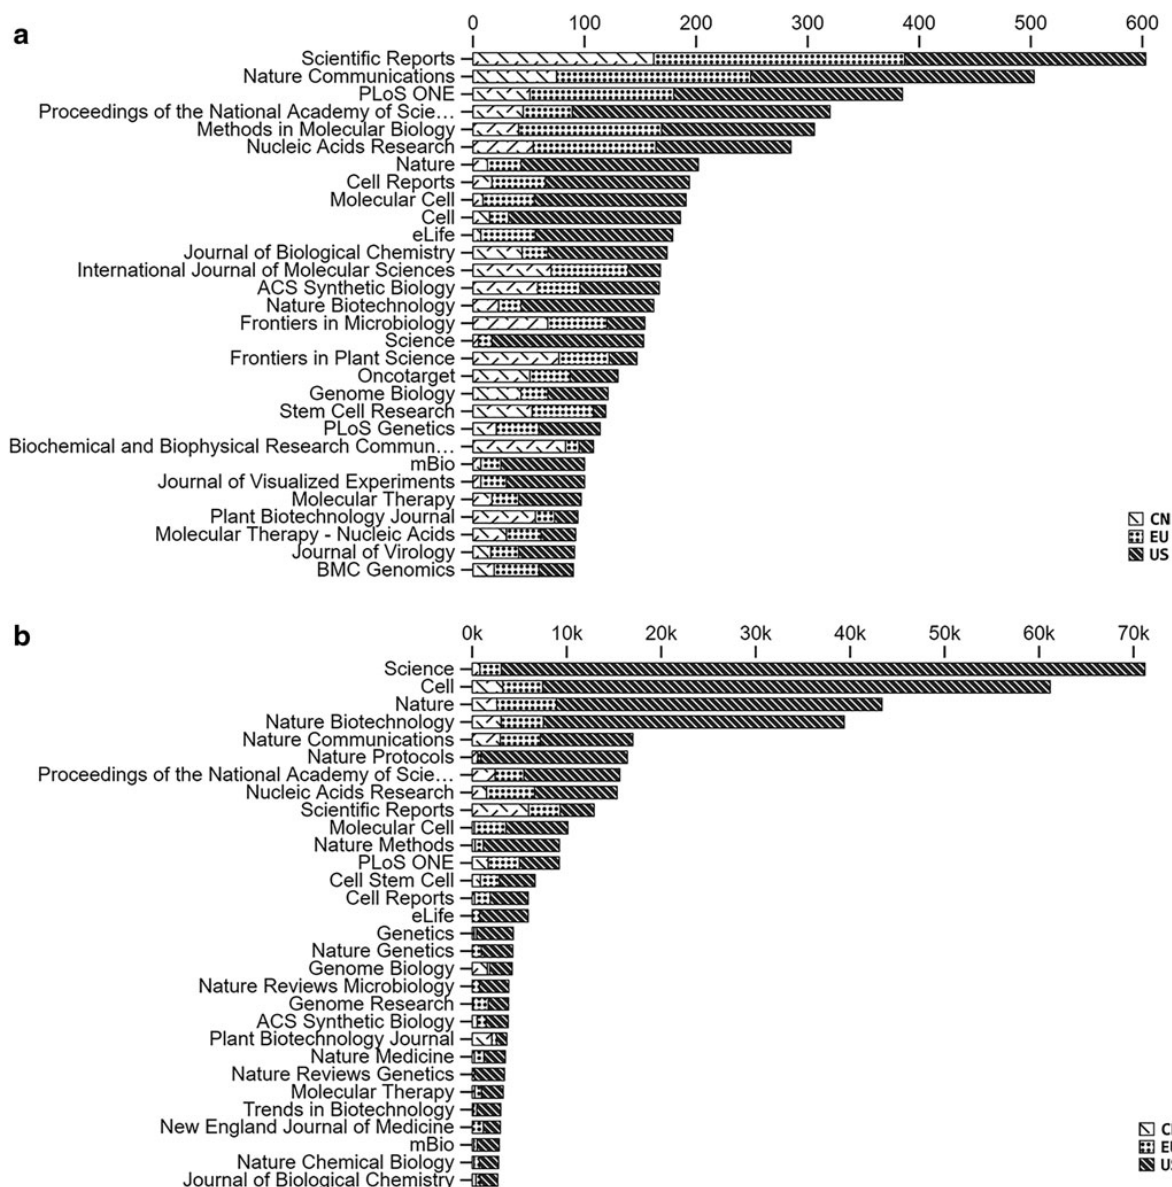 a
0 100 200 300 400 500 600
Scientific Reports
Nature Communications
PLoS ONE
Proceedings of the National Academy of Scie...
Methods in Molecular Biology
Nucleic Acids Research
Nature
Cell Reports
Molecular Cell
Cell
eLife
Journal of Biological Chemistry
International Journal of Molecular Sciences
ACS Synthetic Biology
Nature Biotechnology
Frontiers in Microbiology
Science
Frontiers in Plant Science
Oncotarget
Genome Biology
Stem Cell Research
PLoS Genetics
Biochemical and Biophysical Research Commun...
mBio
Journal of Visualized Experiments
Molecular Therapy
Plant Biotechnology Journal
Molecular Therapy - Nucleic Acids
Journal of Virology
BMC Genomics
CN
EU
US
b
0k 10k 20k 30k 40k 50k 60k 70k
Science
Cell
Nature
Nature Biotechnology
Nature Communications
Nature Protocols
Proceedings of the National Academy of Scie...
Nucleic Acids Research
Scientific Reports
Molecular Cell
Nature Methods
PLoS ONE
Cell Stem Cell
Cell Reports
eLife
Genetics
Nature Genetics
Genome Biology
Nature Reviews Microbiology
Genome Research
ACS Synthetic Biology
Plant Biotechnology Journal
Nature Medicine
Nature Reviews Genetics
Molecular Therapy
Trends in Biotechnology
New England Journal of Medicine
mBio
Nature Chemical Biology
Journal of Biological Chemistry